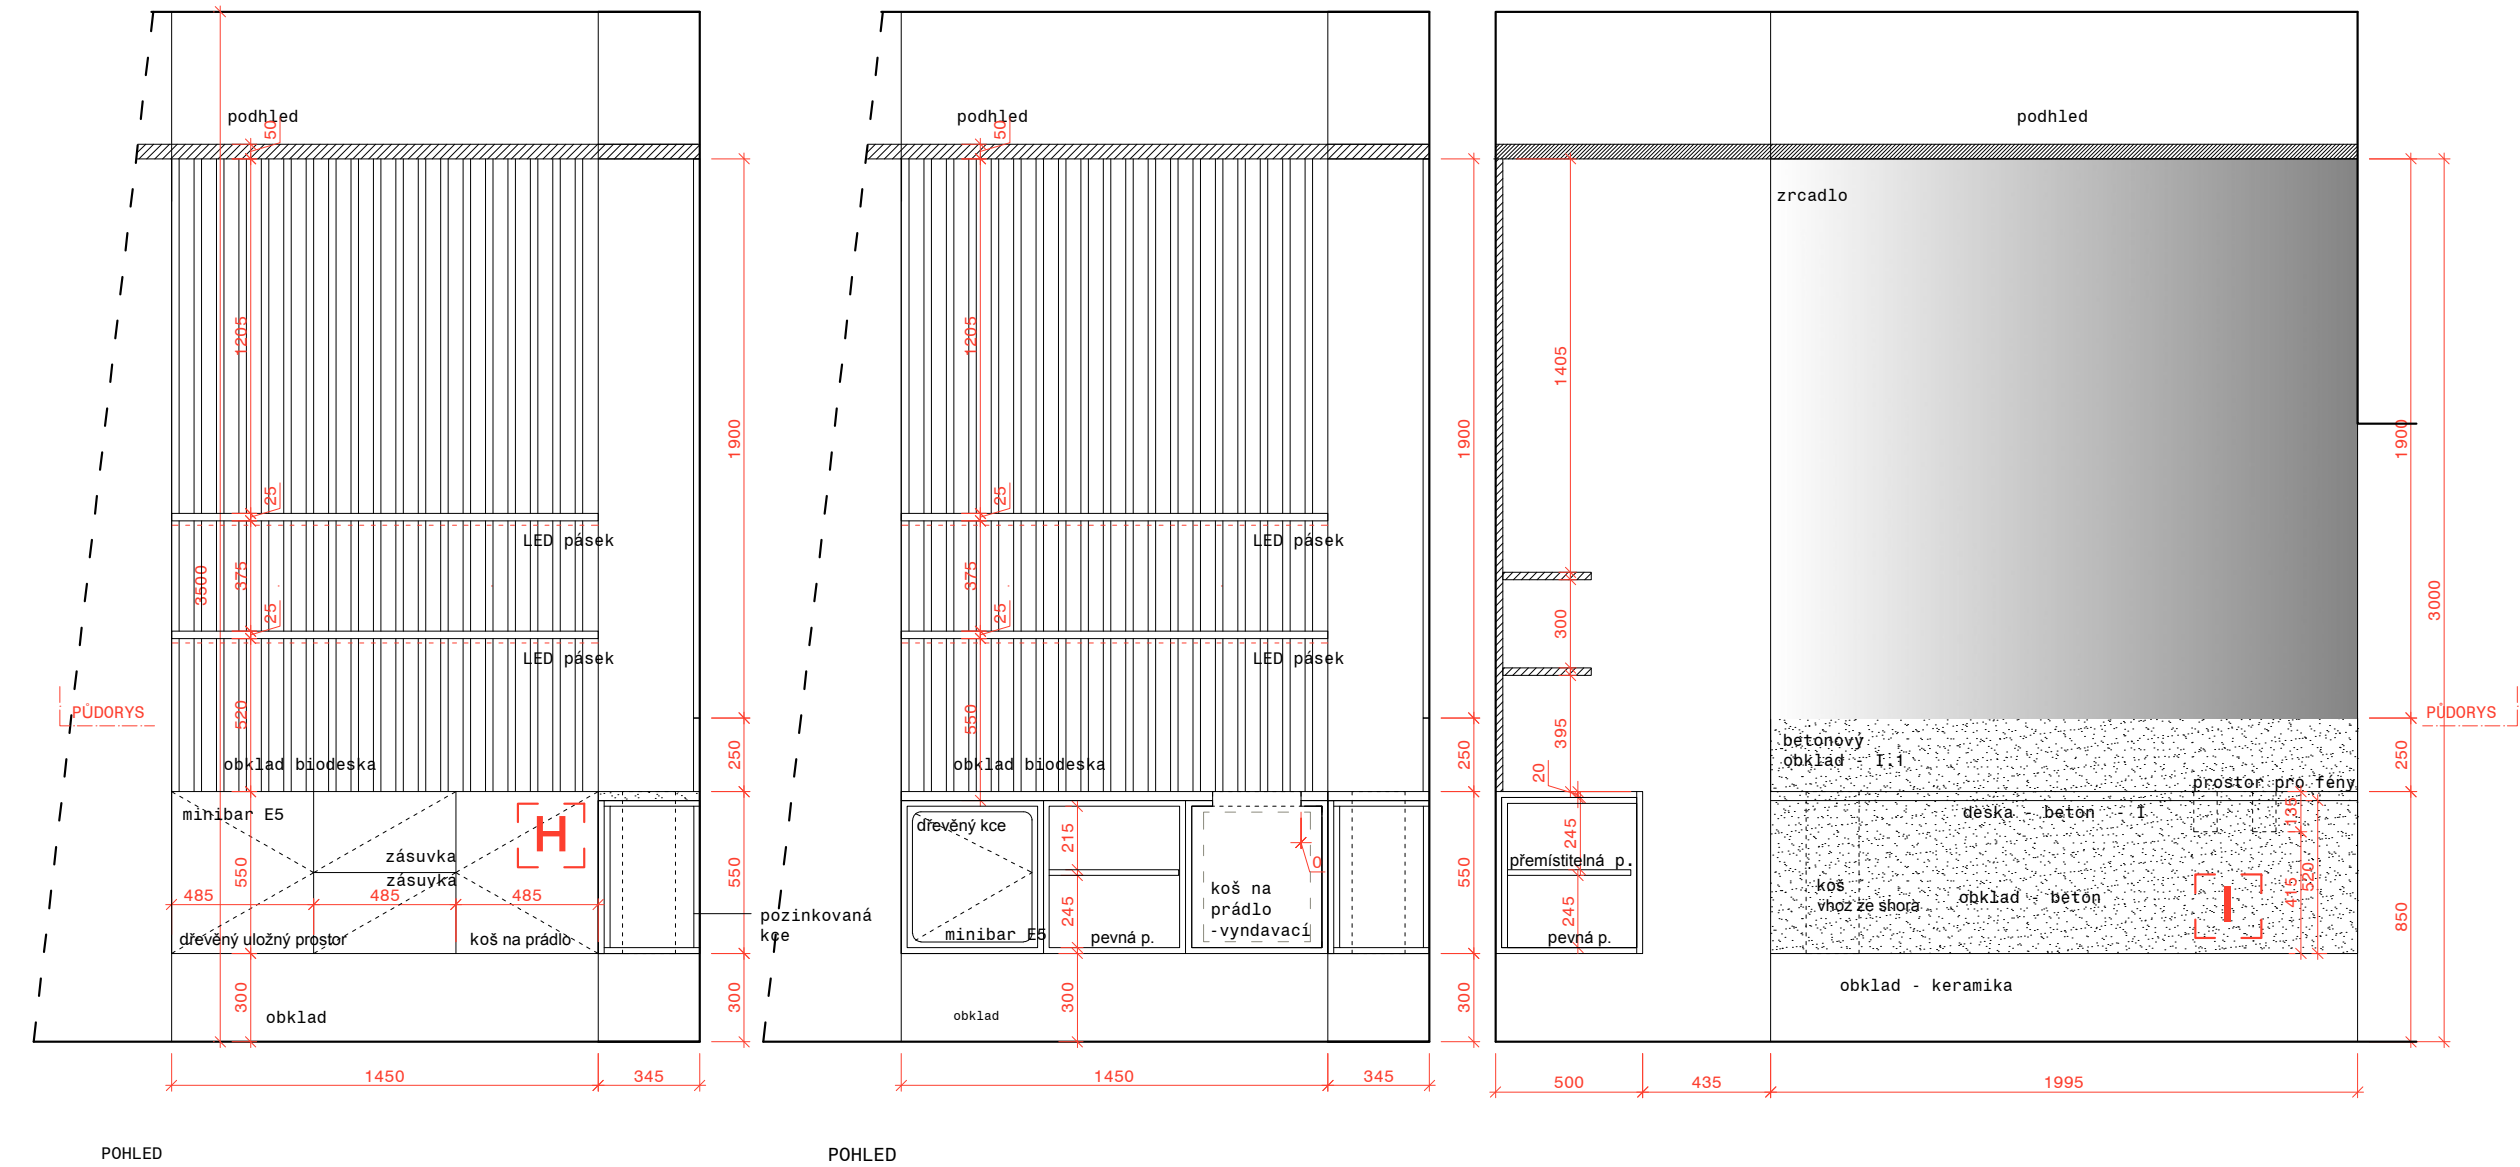 podhled
50
1205
1900
25
LED pásek
3500
375
25
LED pásek
PŮDORYS
520
250
obklad biodeska
minibar E5
H
zásuvka
zásuvka
550
550
485
485
485
pozinkovaná
kce
dřevěný uložný prostor
koš na prádlo
300
300
obklad
1450
345
POHLED
podhled
50
1205
1900
25
LED pásek
375
25
LED pásek
550
250
obklad biodeska
dřevěný kce
215
0
550
koš na
prádlo
-vyndavací
245
minibar E5
pevná p.
300
300
obklad
1450
345
POHLED
podhled
zrcadlo
1405
1900
3000
300
395
PŮDORYS
betonový
obklad - I.1
250
20
prostor pro fény
deska - beton - I
135
245
přemístitelná p.
koš
vhoz ze shora
obklad - beton
I
415
520
850
245
pevná p.
obklad - keramika
500
435
1995